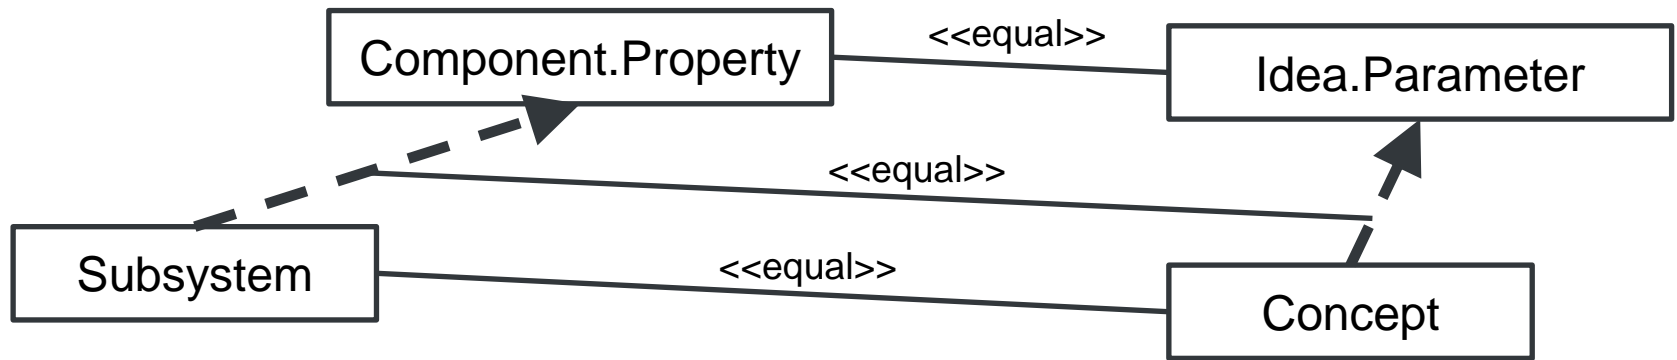 Component.Property
<<equal>>
Idea.Parameter
<<equal>>
Subsystem
<<equal>>
Concept